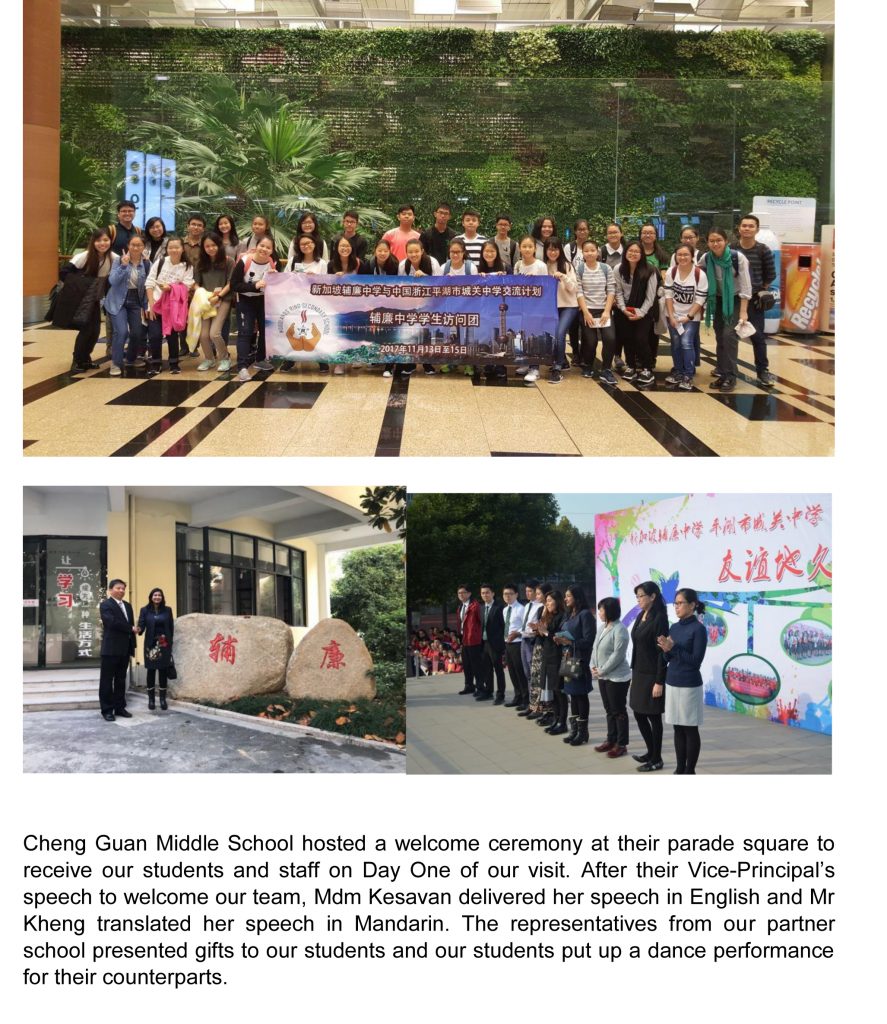 RECYCLE POINT
Recycle
新加坡辅廉中学与中国浙江平湖市城关中学交流计划
辅廉中学学生访问团
2017年11月13日至15日
让
学习
生活方式
辅
廉
新加坡辅廉中学 平湖市城关中学
友谊地久
Cheng Guan Middle School hosted a welcome ceremony at their parade square to
receive our students and staff on Day One of our visit. After their Vice-Principal’s
speech to welcome our team, Mdm Kesavan delivered her speech in English and Mr
Kheng translated her speech in Mandarin. The representatives from our partner
school presented gifts to our students and our students put up a dance performance
for their counterparts.